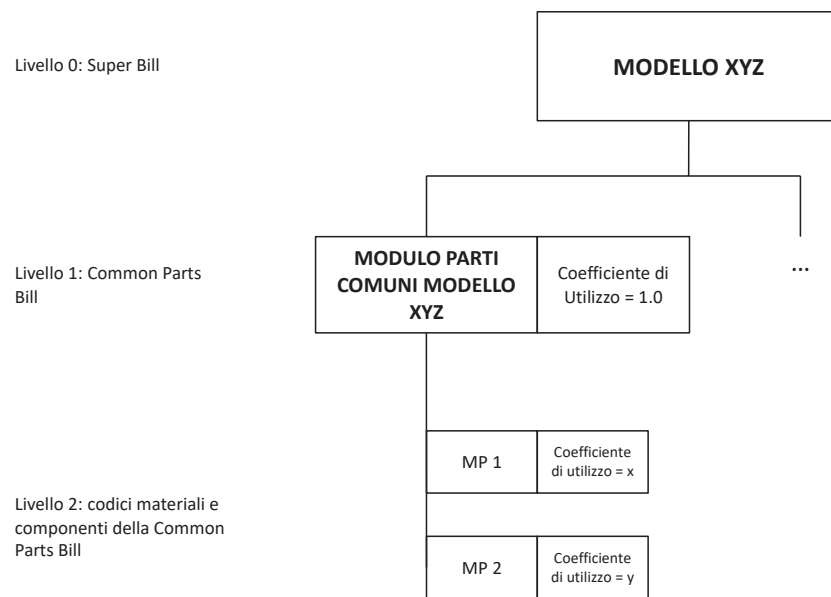 Livello 0: Super Bill
MODELLO XYZ
Livello 1: Common Parts
Bill
MODULO PARTI
COMUNI MODELLO
XYZ
Coefficiente di
Utilizzo = 1.0
...
MP 1
Coefficiente
di utilizzo = x
Livello 2: codici materiali e
componenti della Common
Parts Bill
MP 2
Coefficiente
di utilizzo = y